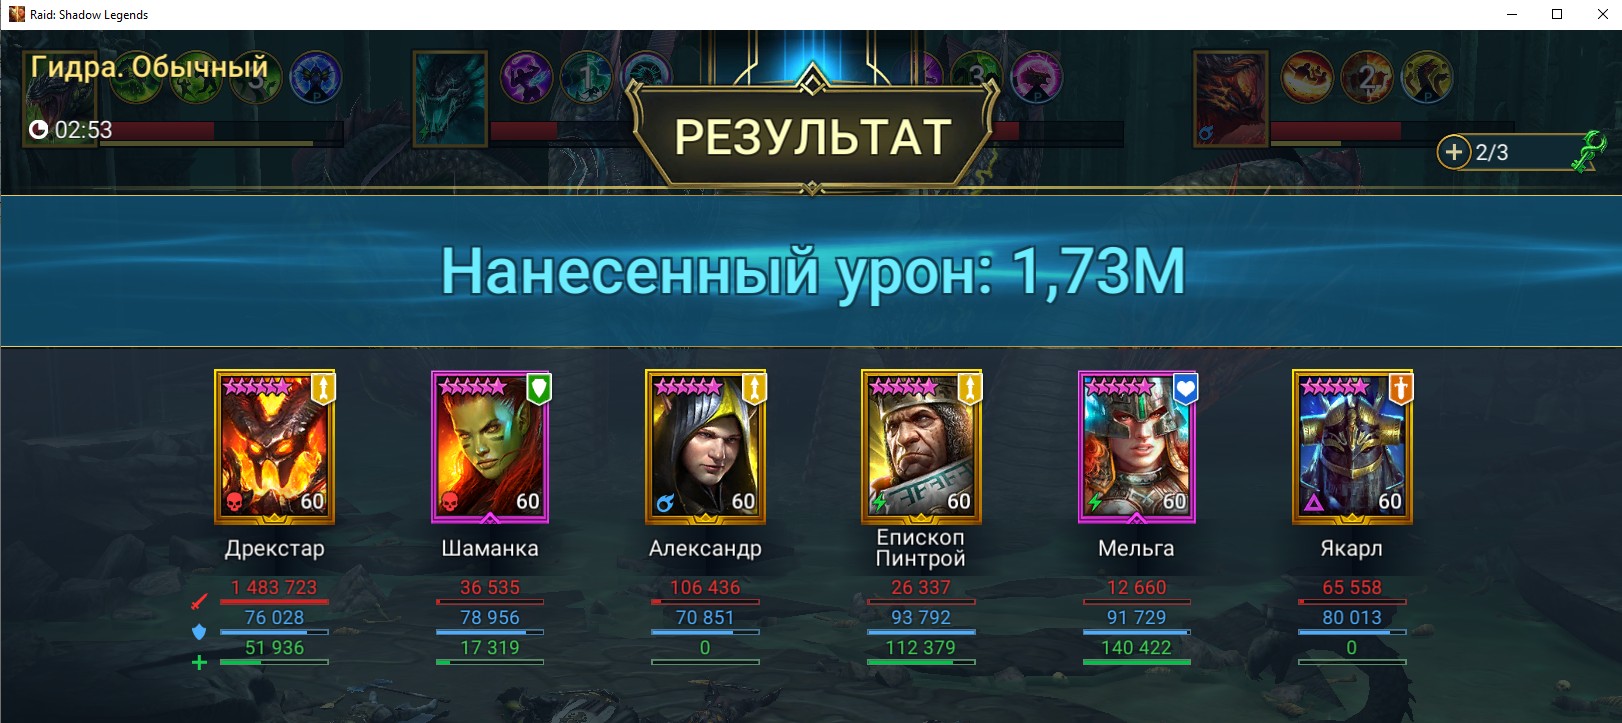 Raid: Shadow Legends
Гидра. Обычный
3
P
1
3
P
2
P
02:53
РЕЗУЛЬТАТ
2/3
Нанесенный урон: 1,73М
60
60
60
60
60
60
Дрекстар
Шаманка
Александр
Епископ
Пинтрой
Мельга
Якарл
1 483 723
36 535
106 436
26 337
12 660
65 558
76 028
78 956
70 851
93 792
91 729
80 013
51 936
17 319
0
112 379
140 422
0